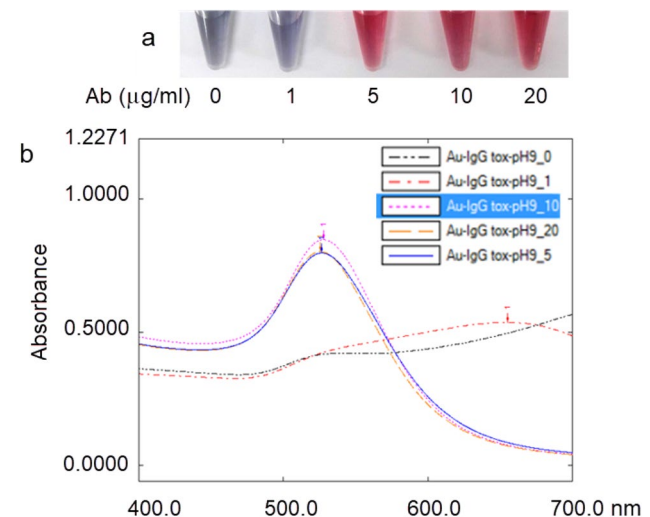 a
Ab (µg/ml) 0 1 5 10 20
b
1.2271
1.0000
0.5000
0.0000
Absorbance
Au-IgG tox-pH9_0
Au-IgG tox-pH9_1
Au-IgG tox-pH9_10
Au-IgG tox-pH9_20
Au-IgG tox-pH9_5
1
1
400.0 500.0 600.0 700.0 nm